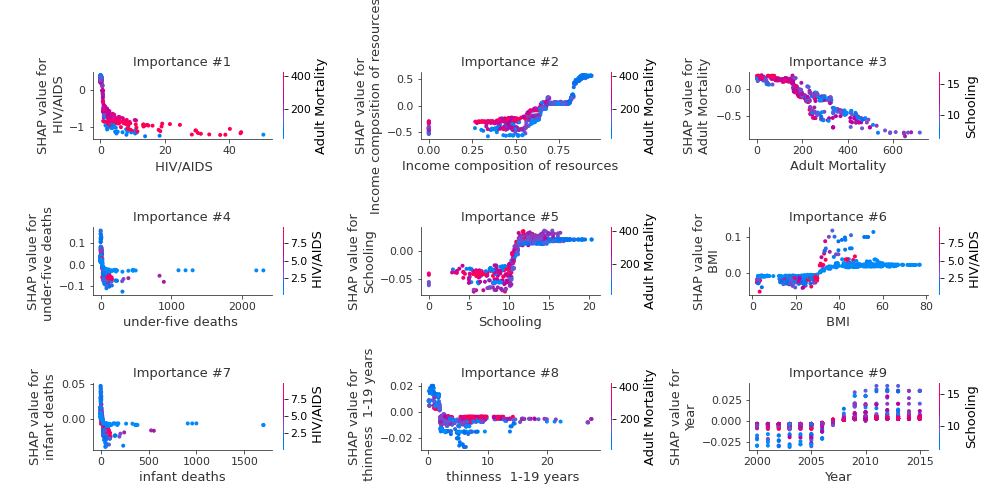 Importance #1
SHAP value for
HIV/AIDS
0
−1
0
20
40
HIV/AIDS
400
200
Adult Mortality
Importance #2
SHAP value for
Income composition of resources
0.5
0.0
−0.5
0.00
0.25
0.50
0.75
Income composition of resources
400
200
Adult Mortality
Importance #3
SHAP value for
Adult Mortality
0.0
−0.5
0
200
400
600
Adult Mortality
15
10
Schooling
Importance #4
SHAP value for
under-five deaths
0.1
0.0
−0.1
0
1000
2000
under-five deaths
7.5
5.0
2.5
HIV/AIDS
Importance #5
SHAP value for
Schooling
0.00
−0.05
0
5
10
15
20
Schooling
400
200
Adult Mortality
Importance #6
SHAP value for
BMI
0.1
0.0
0
20
40
60
80
BMI
7.5
5.0
2.5
HIV/AIDS
Importance #7
SHAP value for
infant deaths
0.05
0.00
0
500
1000
1500
infant deaths
7.5
5.0
2.5
HIV/AIDS
Importance #8
SHAP value for
thinness  1-19 years
0.02
0.00
−0.02
0
10
20
thinness  1-19 years
400
200
Adult Mortality
Importance #9
SHAP value for
Year
0.025
0.000
−0.025
2000
2005
2010
2015
Year
15
10
Schooling